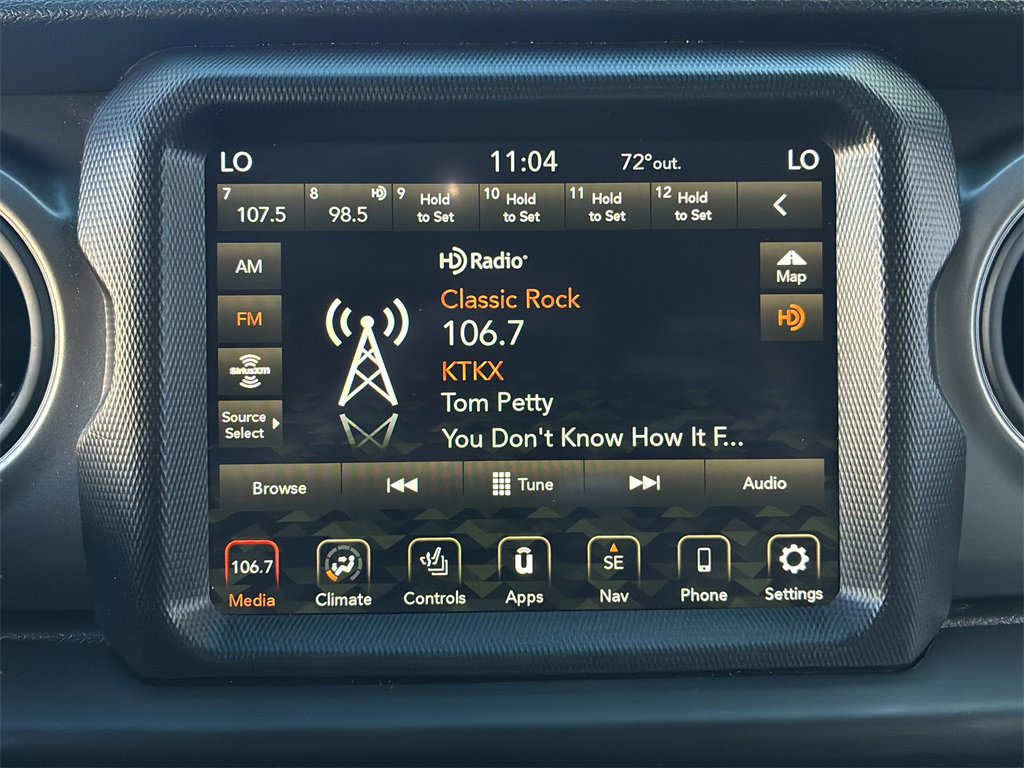 LO 11:04 72°out. LO
7 107.5 8 HD 98.5 9 Hold to Set 10 Hold to Set 11 Hold to Set 12 Hold to Set
AM
FM
SiriusXM
Source
Select
HD Radio
Classic Rock
106.7
KTKX
Tom Petty
You Don't Know How It F...
Map
HD
Browse Tune Audio
106.7 u SE
Media Climate Controls Apps Nav Phone Settings